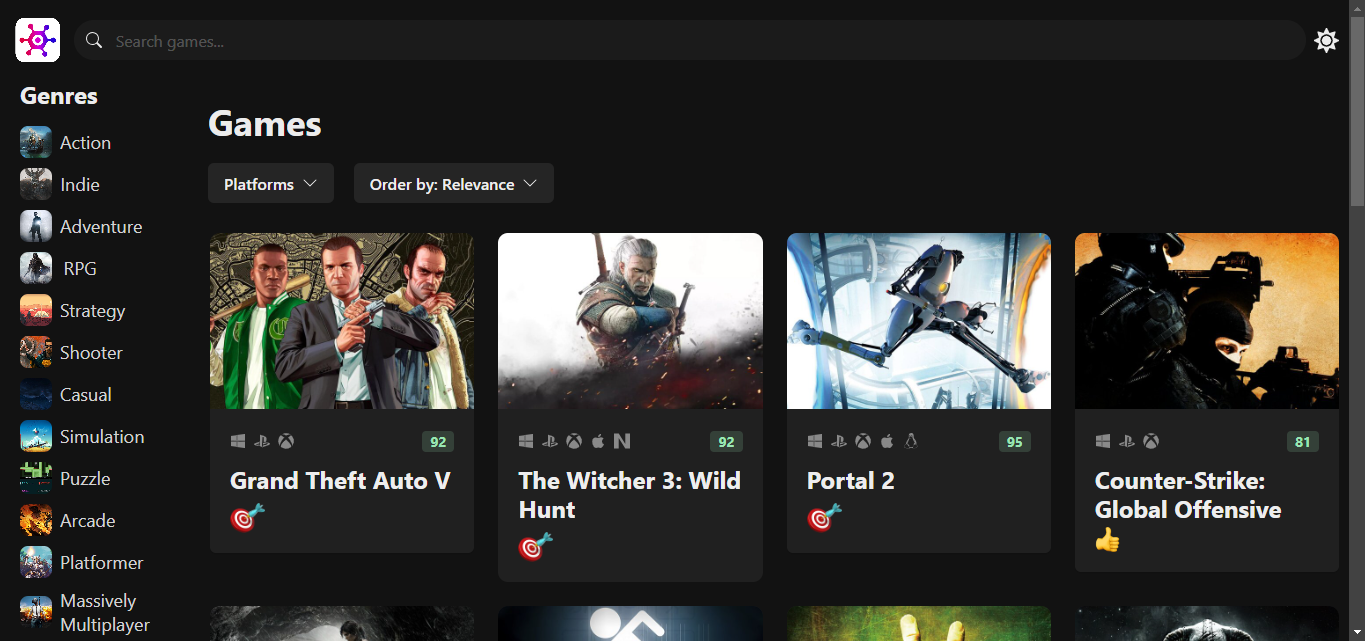 Search games...
Genres
Action
Indie
Adventure
RPG
Strategy
Shooter
Casual
Simulation
Puzzle
Arcade
Platformer
Massively
Multiplayer
Games
Platforms
Order by: Relevance
92
Grand Theft Auto V
92
The Witcher 3: Wild
Hunt
95
Portal 2
81
Counter-Strike:
Global Offensive